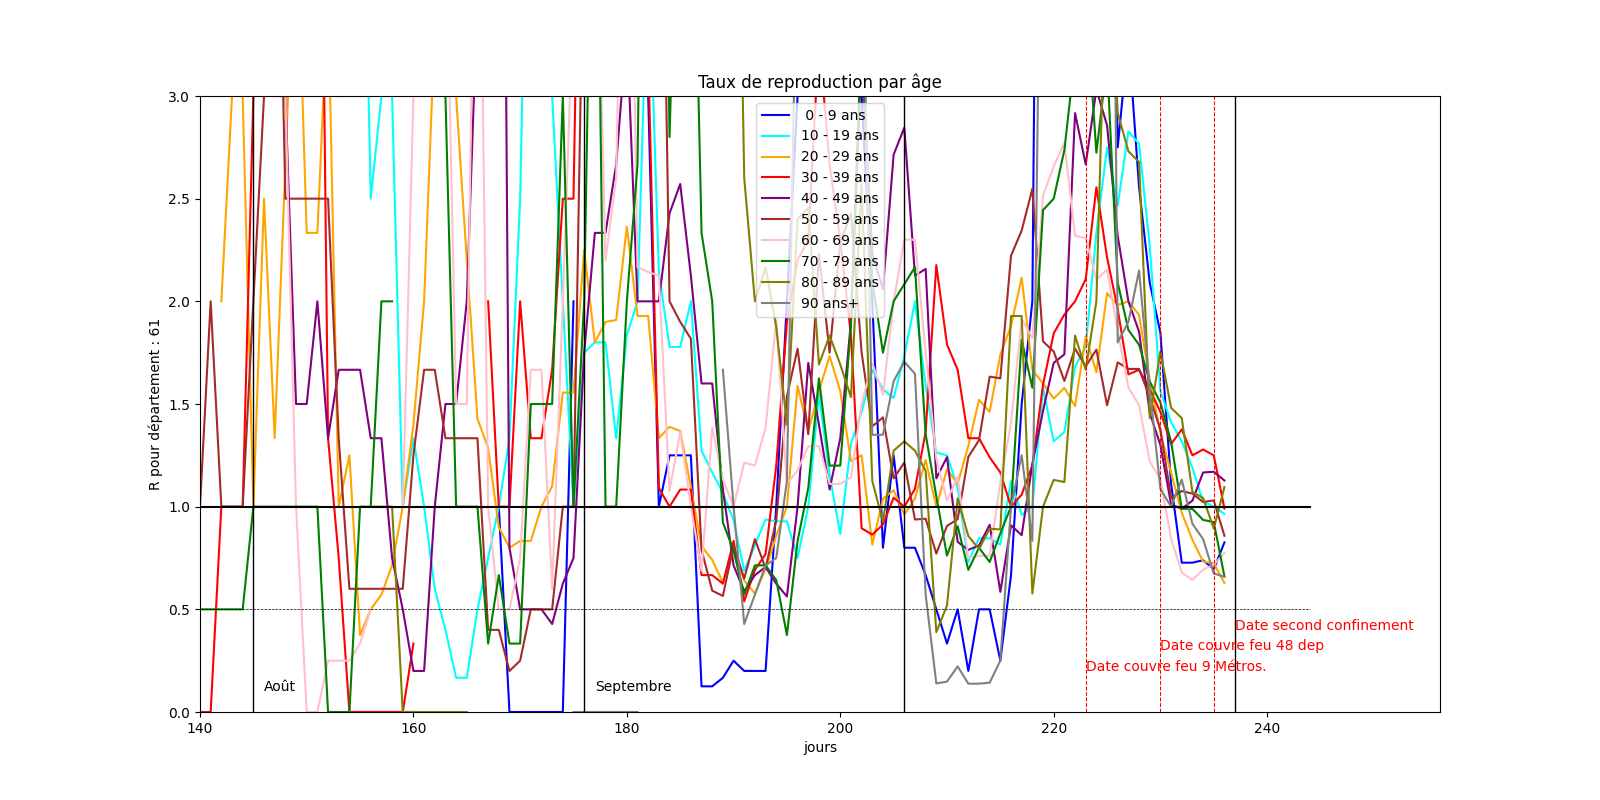 Taux de reproduction par âge
R pour département : 61
3.0
2.5
2.0
1.5
1.0
0.5
0.0
0 - 9 ans
10 - 19 ans
20 - 29 ans
30 - 39 ans
40 - 49 ans
50 - 59 ans
60 - 69 ans
70 - 79 ans
80 - 89 ans
90 ans+
Date second confinement
Date couvre feu 48 dep
Date couvre feu 9 Métros.
Août
Septembre
140 160 180 200 220 240
jours